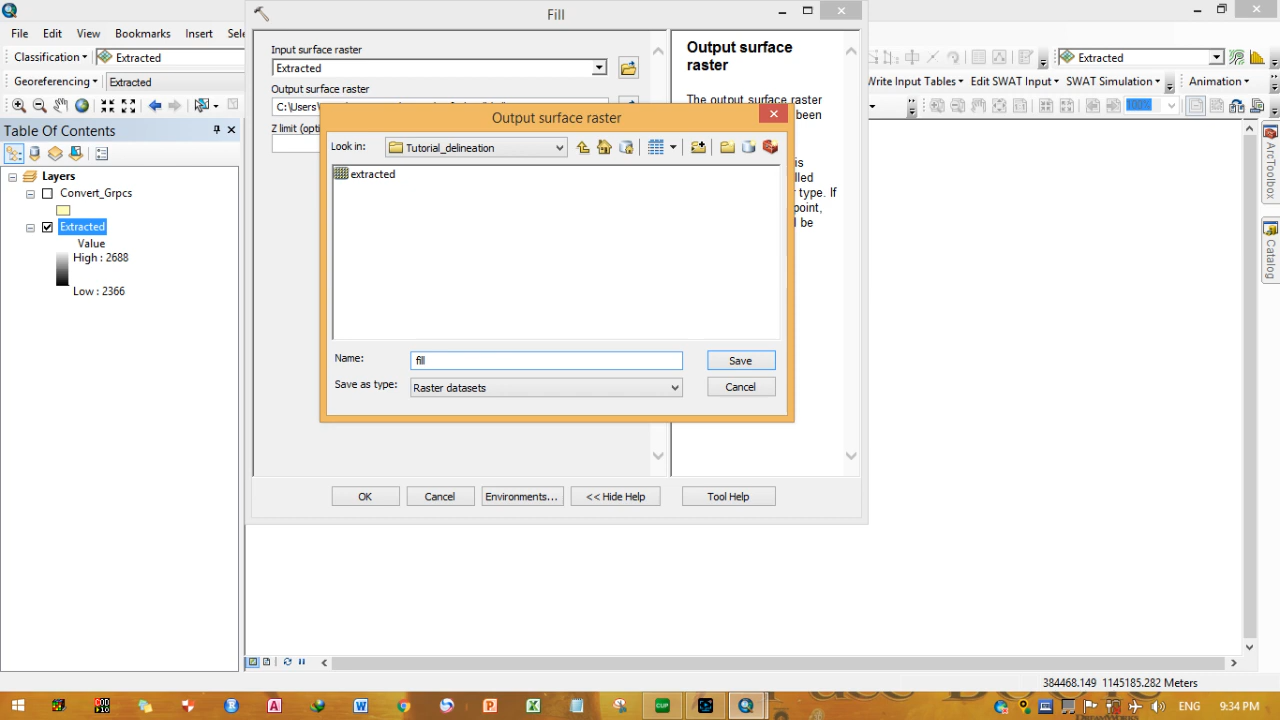 Fill
File Edit View Bookmarks Insert
Classification Extracted
Extracted
Georeferencing Extracted
Write Input Tables Edit SWAT Input SWAT Simulation Animation
100%
Table Of Contents
Layers
Convert_Grpcs
Extracted
Value
High : 2688
Low : 2366
Input surface raster
Extracted
Output surface raster
Z limit (opti
Output surface
raster
The output surface raster
been
is
lled
type. If
point,
l be
Output surface raster
Look in: Tutorial_delineation
extracted
Name: fill
Save
Save as type: Raster datasets
Cancel
OK Cancel Environments... << Hide Help Tool Help
ArcToolbox
Catalog
384468.149 1145185.282 Meters
ENG 9:34 PM